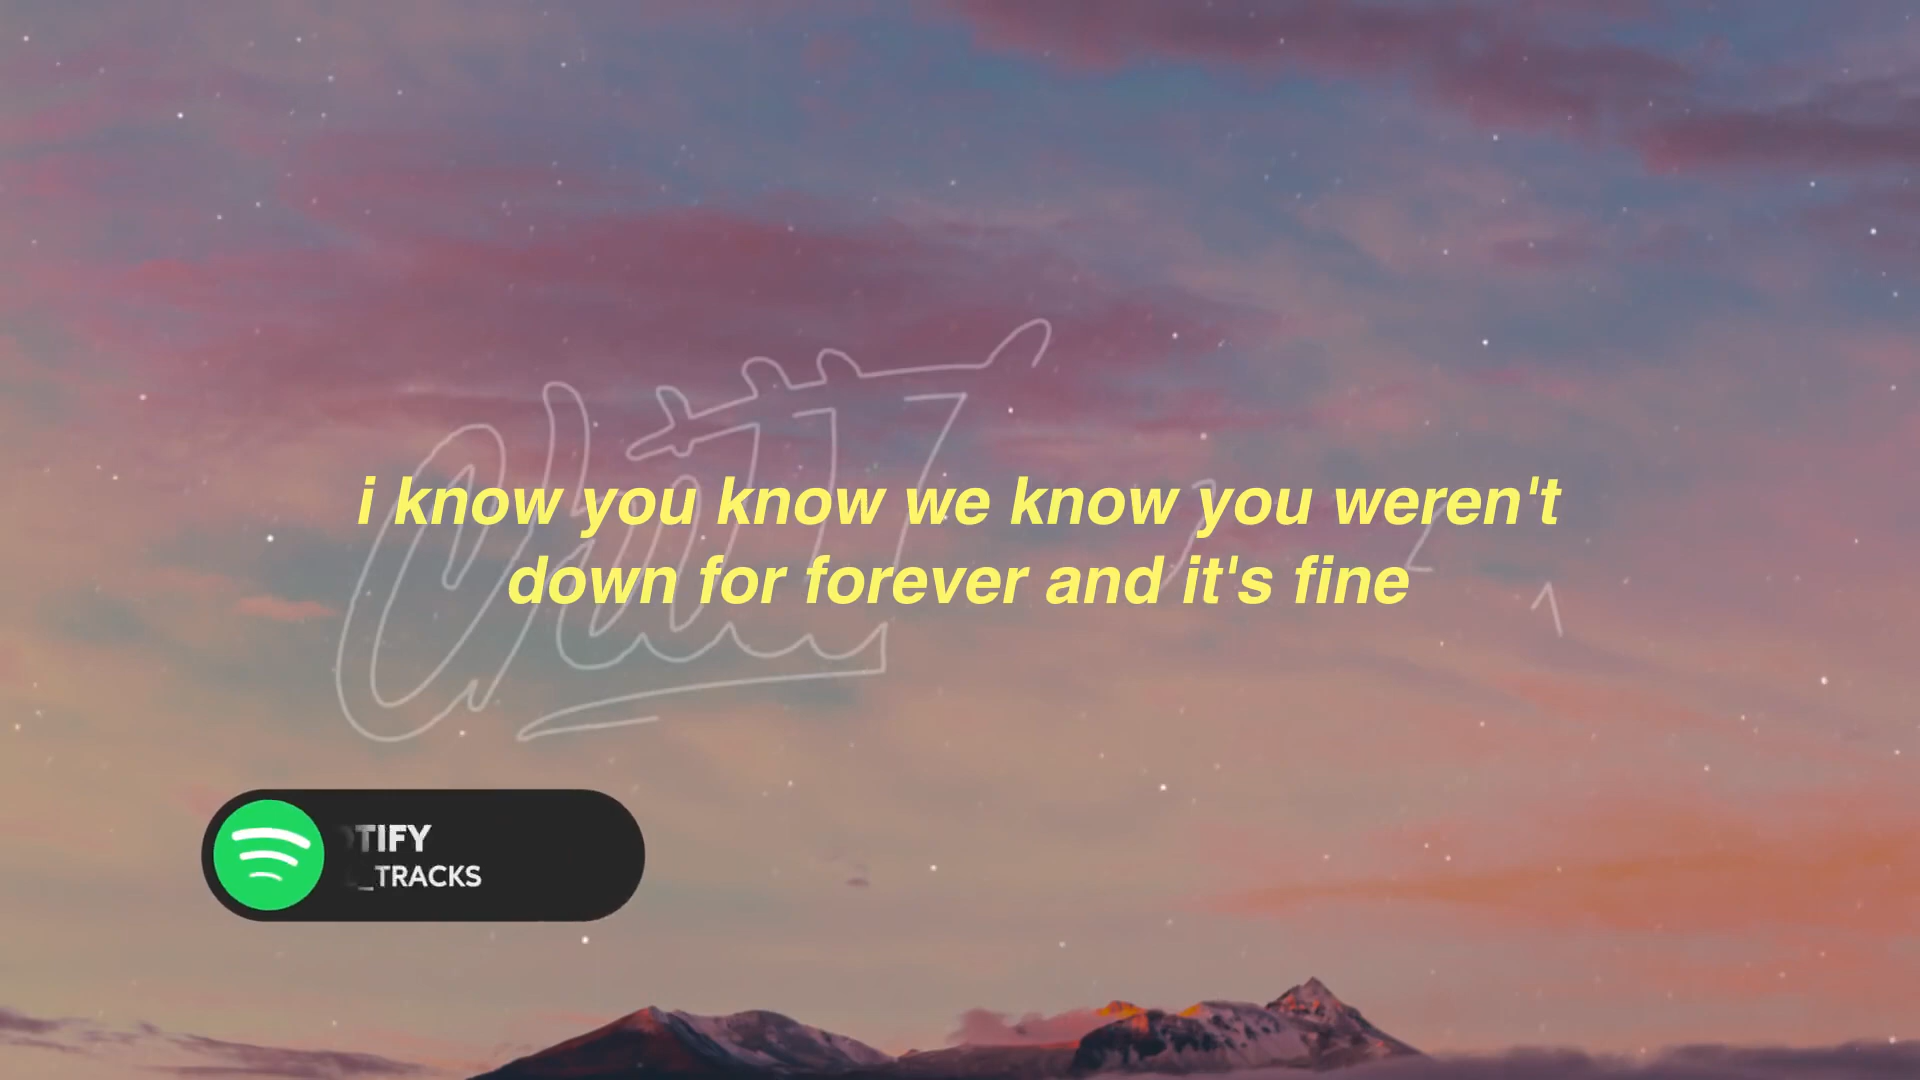 i know you know we know you weren't
down for forever and it's fine
TIFY
_TRACKS